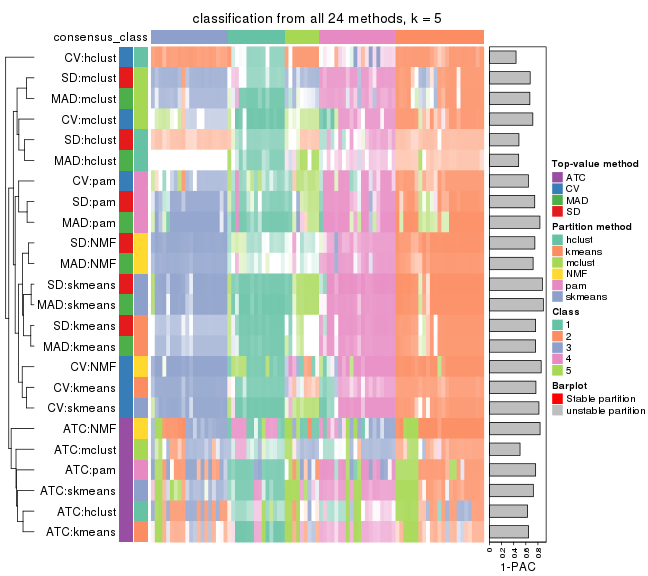 classification from all 24 methods, k = 5
consensus_class
CV:hclust
SD:mclust
MAD:mclust
CV:mclust
SD:hclust
MAD:hclust
CV:pam
SD:pam
MAD:pam
SD:NMF
MAD:NMF
SD:skmeans
MAD:skmeans
SD:kmeans
MAD:kmeans
CV:NMF
CV:kmeans
CV:skmeans
ATC:NMF
ATC:mclust
ATC:pam
ATC:skmeans
ATC:hclust
ATC:kmeans
0
0.2
0.4
0.6
0.8
1-PAC
Top-value method
ATC
CV
MAD
SD
Partition method
hclust
kmeans
mclust
NMF
pam
skmeans
Class
1
2
3
4
5
Barplot
Stable partition
unstable partition